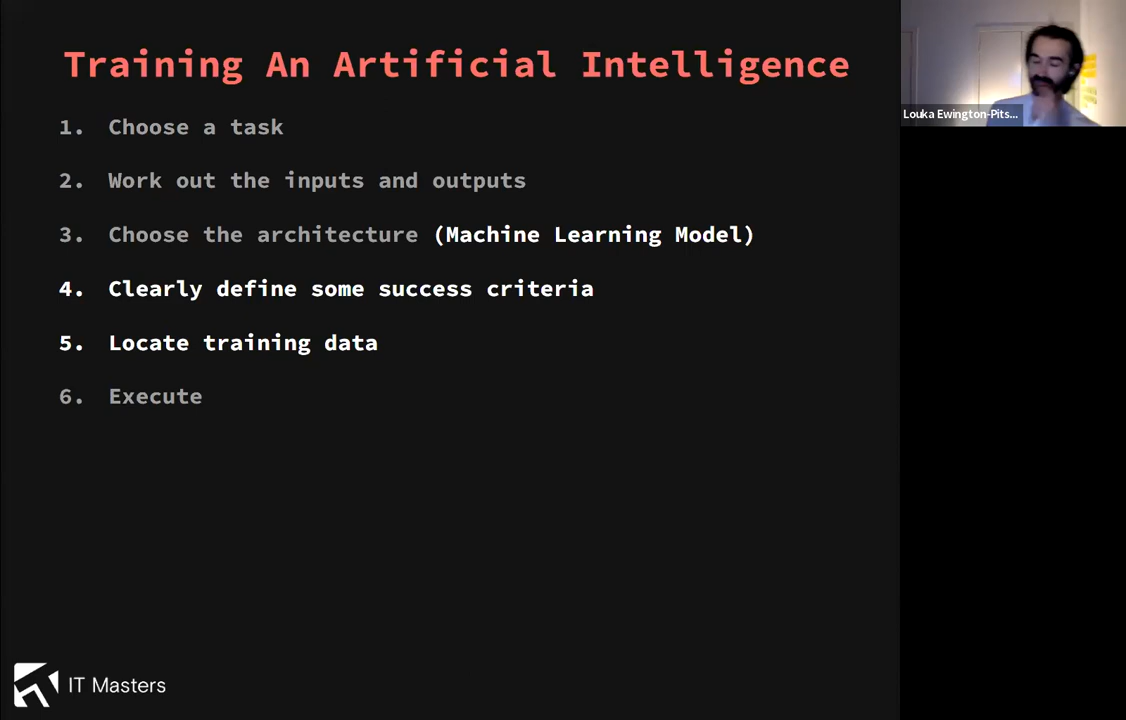 Training An Artificial Intelligence
Louka Ewington-Pits...
1. Choose a task
2. Work out the inputs and outputs
3. Choose the architecture (Machine Learning Model)
4. Clearly define some success criteria
5. Locate training data
6. Execute
IT Masters